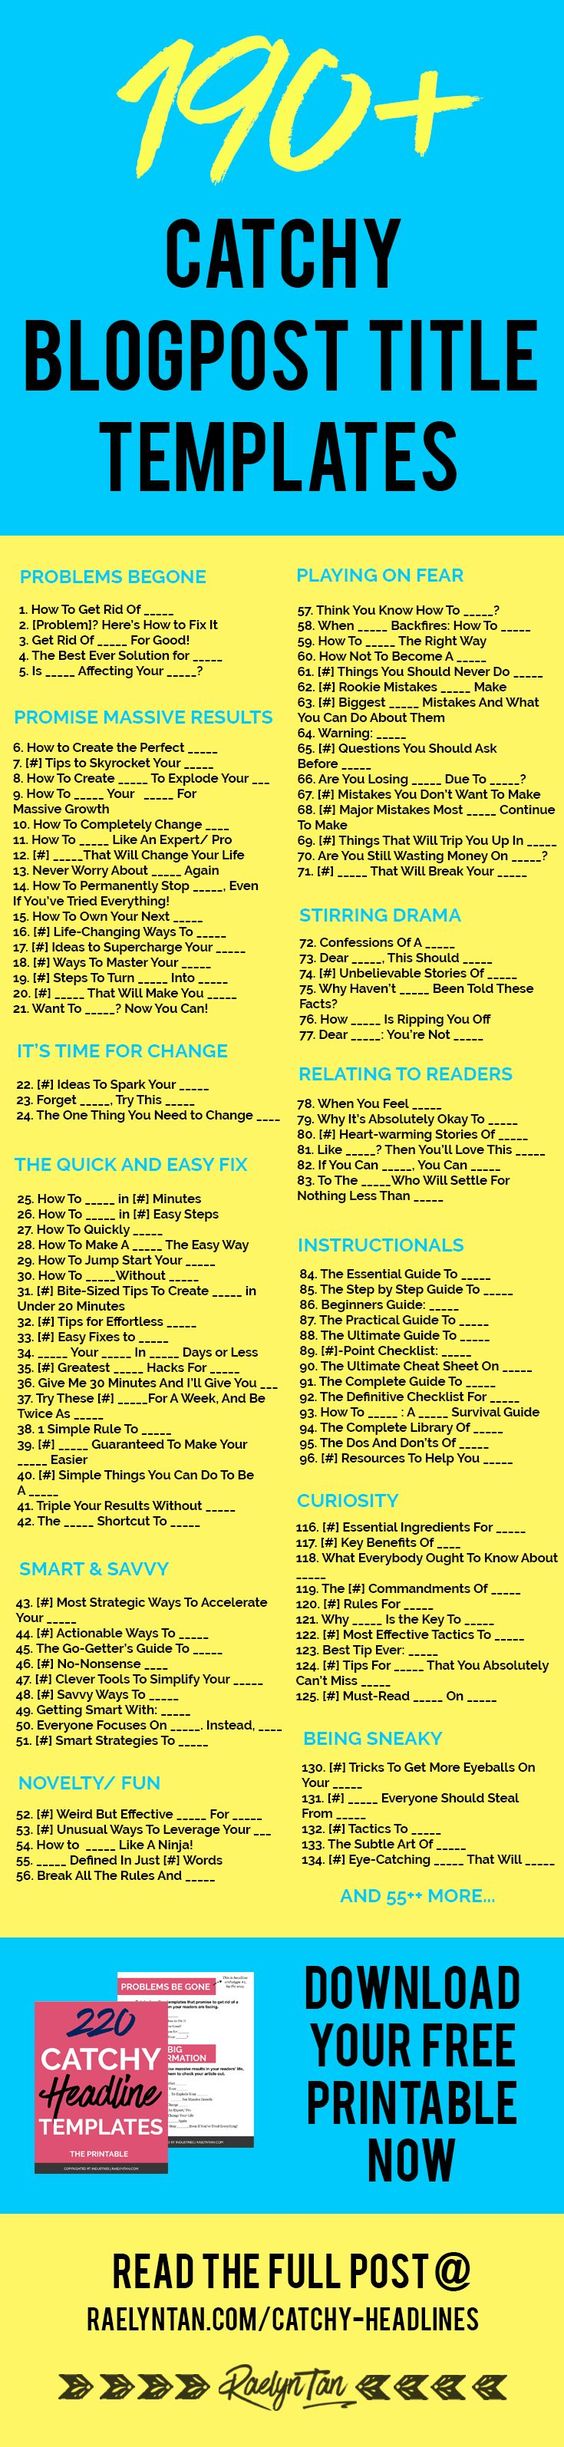 190+
CATCHY
BLOGPOST TITLE
TEMPLATES
PROBLEMS BEGONE
1. How To Get Rid Of _____
2. [Problem]? Here's How to Fix It
3. Get Rid Of _____ For Good!
4. The Best Ever Solution for _____
5. Is _____ Affecting Your _____?
PROMISE MASSIVE RESULTS
6. How to Create the Perfect _____
7. [#] Tips to Skyrocket Your _____
8. How To Create _____ To Explode Your ___
9. How To _____ Your _____ For
Massive Growth
10. How To Completely Change ____
11. How To _____ Like An Expert/ Pro
12. [#] _____That Will Change Your Life
13. Never Worry About _____ Again
14. How To Permanently Stop _____, Even
If You've Tried Everything!
15. How To Own Your Next _____
16. [#] Life-Changing Ways To _____
17. [#] Ideas to Supercharge Your _____
18. [#] Ways To Master Your _____
19. [#] Steps To Turn _____ Into _____
20. [#] _____ That Will Make You _____
21. Want To _____? Now You Can!
IT'S TIME FOR CHANGE
22. [#] Ideas To Spark Your _____
23. Forget _____, Try This _____
24. The One Thing You Need to Change ____
THE QUICK AND EASY FIX
25. How To _____ in [#] Minutes
26. How To _____ in [#] Easy Steps
27. How To Quickly _____
28. How To Make A _____ The Easy Way
29. How To Jump Start Your _____
30. How To _____Without _____
31. [#] Bite-Sized Tips To Create _____ in
Under 20 Minutes
32. [#] Tips for Effortless _____
33. [#] Easy Fixes to _____
34. _____ Your _____ In _____ Days or Less
35. [#] Greatest _____ Hacks For _____
36. Give Me 30 Minutes And I'll Give You ___
37. Try These [#] _____For A Week, And Be
Twice As _____
38. 1 Simple Rule To _____
39. [#] _____ Guaranteed To Make Your
_____ Easier
40. [#] Simple Things You Can Do To Be
A _____
41. Triple Your Results Without _____
42. The _____ Shortcut To _____
SMART & SAVVY
43. [#] Most Strategic Ways To Accelerate
Your _____
44. [#] Actionable Ways To _____
45. The Go-Getter's Guide To _____
46. [#] No-Nonsense ____
47. [#] Clever Tools To Simplify Your _____
48. [#] Savvy Ways To _____
49. Getting Smart With: _____
50. Everyone Focuses On _____. Instead, ____
51. [#] Smart Strategies To _____
NOVELTY/ FUN
52. [#] Weird But Effective _____ For _____
53. [#] Unusual Ways To Leverage Your ___
54. How to _____ Like A Ninja!
55. _____ Defined In Just [#] Words
56. Break All The Rules And _____
PLAYING ON FEAR
57. Think You Know How To _____?
58. When _____ Backfires: How To _____
59. How To _____ The Right Way
60. How Not To Become A _____
61. [#] Things You Should Never Do _____
62. [#] Rookie Mistakes _____ Make
63. [#] Biggest _____ Mistakes And What
You Can Do About Them
64. Warning: _____
65. [#] Questions You Should Ask
Before _____
66. Are You Losing _____ Due To _____?
67. [#] Mistakes You Don't Want To Make
68. [#] Major Mistakes Most _____ Continue
To Make
69. [#] Things That Will Trip You Up In _____
70. Are You Still Wasting Money On _____?
71. [#] _____ That Will Break Your _____
STIRRING DRAMA
72. Confessions Of A _____
73. Dear _____, This Should _____
74. [#] Unbelievable Stories Of _____
75. Why Haven't _____ Been Told These
Facts?
76. How _____ Is Ripping You Off
77. Dear _____: You're Not _____
RELATING TO READERS
78. When You Feel _____
79. Why It's Absolutely Okay To _____
80. [#] Heart-warming Stories Of _____
81. Like _____? Then You'll Love This _____
82. If You Can _____, You Can _____
83. To The _____Who Will Settle For
Nothing Less Than _____
INSTRUCTIONALS
84. The Essential Guide To _____
85. The Step by Step Guide To _____
86. Beginners Guide: _____
87. The Practical Guide To _____
88. The Ultimate Guide To _____
89. [#]-Point Checklist: _____
90. The Ultimate Cheat Sheet On _____
91. The Complete Guide To _____
92. The Definitive Checklist For _____
93. How To _____ : A _____ Survival Guide
94. The Complete Library Of _____
95. The Dos And Don'ts Of _____
96. [#] Resources To Help You _____
CURIOSITY
116. [#] Essential Ingredients For _____
117. [#] Key Benefits Of ____
118. What Everybody Ought To Know About
_____
119. The [#] Commandments Of _____
120. [#] Rules For _____
121. Why _____ Is the Key To _____
122. [#] Most Effective Tactics To _____
123. Best Tip Ever: _____
124. [#] Tips For _____ That You Absolutely
Can't Miss _____
125. [#] Must-Read _____ On _____
BEING SNEAKY
130. [#] Tricks To Get More Eyeballs On
Your _____
131. [#] _____ Everyone Should Steal
From _____
132. [#] Tactics To _____
133. The Subtle Art Of _____
134. [#] Eye-Catching _____ That Will _____
AND 55++ MORE...
PROBLEMS BE GONE
220
CATCHY
Headline
TEMPLATES
THE PRINTABLE
DOWNLOAD
YOUR FREE
PRINTABLE
NOW
READ THE FULL POST @
RAELYNTAN.COM/CATCHY-HEADLINES
RaelynTan